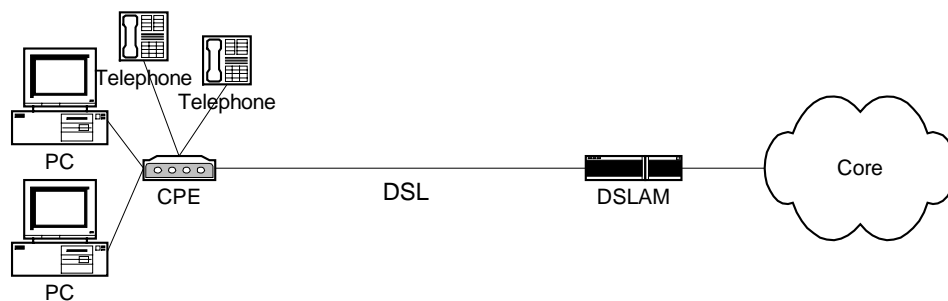 Telephone
Telephone
PC
CPE
DSL
DSLAM
Core
PC